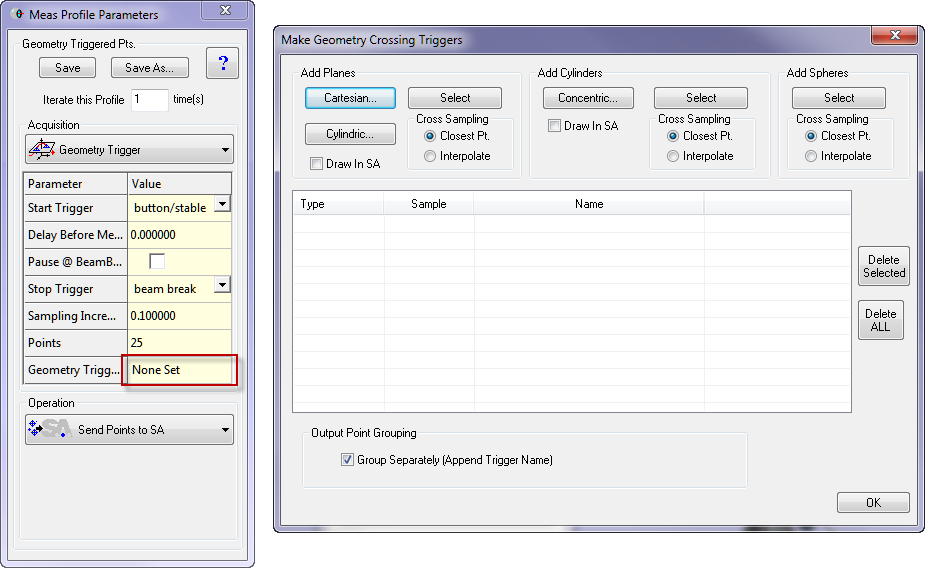 Meas Profile Parameters
Geometry Triggered Pts.
Save
Save As...
?
Iterate this Profile 1 time(s)
Acquisition
Geometry Trigger
Parameter Value
Start Trigger button/stable
Delay Before Me... 0.000000
Pause @ BeamB...
Stop Trigger beam break
Sampling Incre... 0.100000
Points 25
Geometry Trigg... None Set
Operation
SA Send Points to SA
Make Geometry Crossing Triggers
Add Planes
Cartesian...
Select
Cylindric...
Cross Sampling
Closest Pt.
Interpolate
Draw In SA
Add Cylinders
Concentric...
Select
Draw In SA
Cross Sampling
Closest Pt.
Interpolate
Add Spheres
Select
Cross Sampling
Closest Pt.
Interpolate
Type Sample Name
Delete
Selected
Delete
ALL
Output Point Grouping
Group Separately (Append Trigger Name)
OK